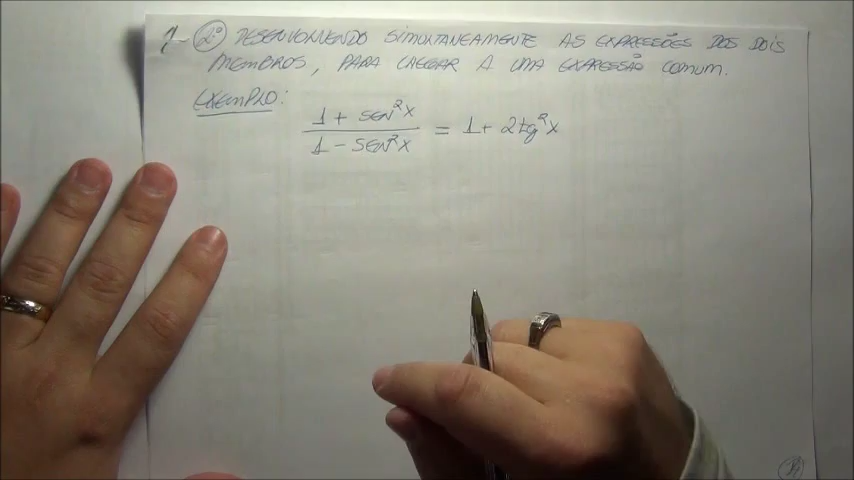 1- 2º DESENVOLVENDO SIMULTANEAMENTE AS EXPRESSÕES DOS DOIS
MEMBROS, PARA CHEGAR A UMA EXPRESSÃO COMUM.
EXEMPLO:
1 + SEN²X
1 - SEN²X
= 1 + 2tg²X